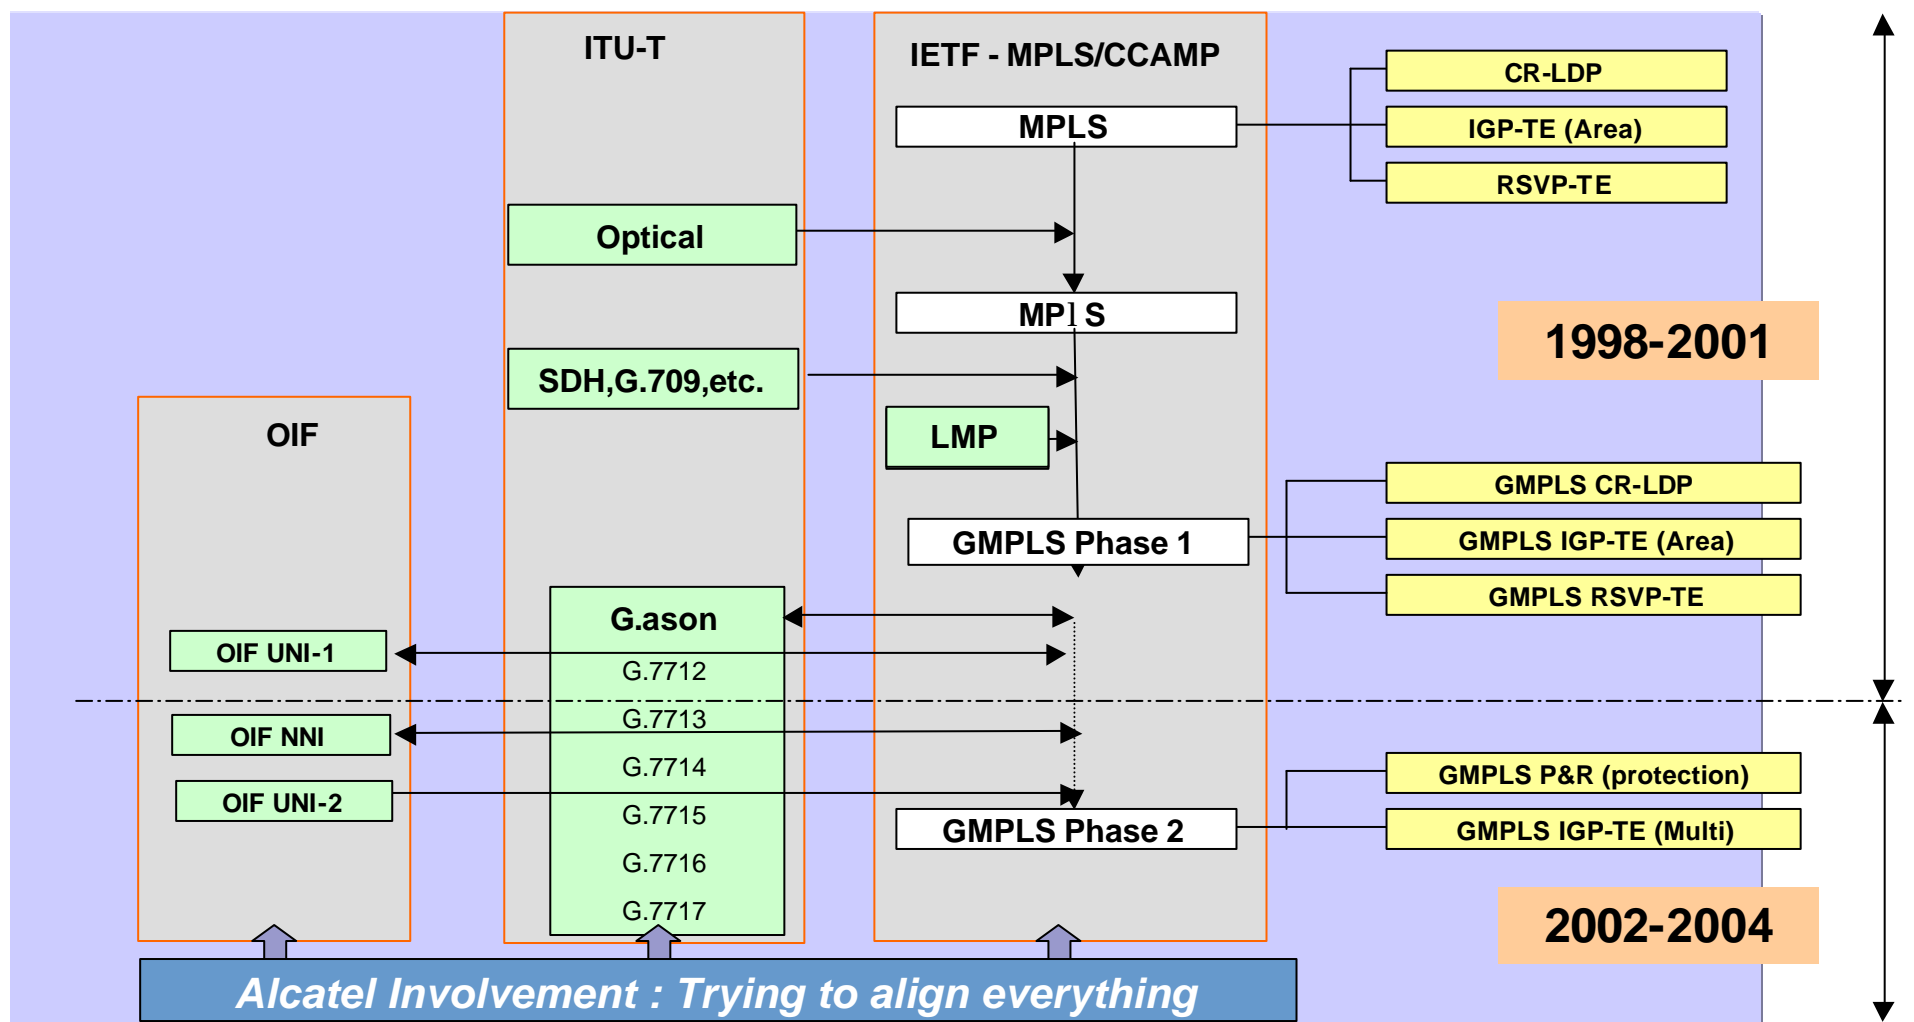 ITU-T
IETF - MPLS/CCAMP
CR-LDP
MPLS
IGP-TE (Area)
RSVP-TE
Optical
MPl S
1998-2001
SDH,G.709,etc.
OIF
LMP
GMPLS CR-LDP
GMPLS Phase 1
GMPLS IGP-TE (Area)
GMPLS RSVP-TE
G.ason
OIF UNI-1
G.7712
G.7713
OIF NNI
G.7714
GMPLS P&R (protection)
OIF UNI-2
G.7715
GMPLS Phase 2
GMPLS IGP-TE (Multi)
G.7716
G.7717
2002-2004
Alcatel Involvement : Trying to align everything